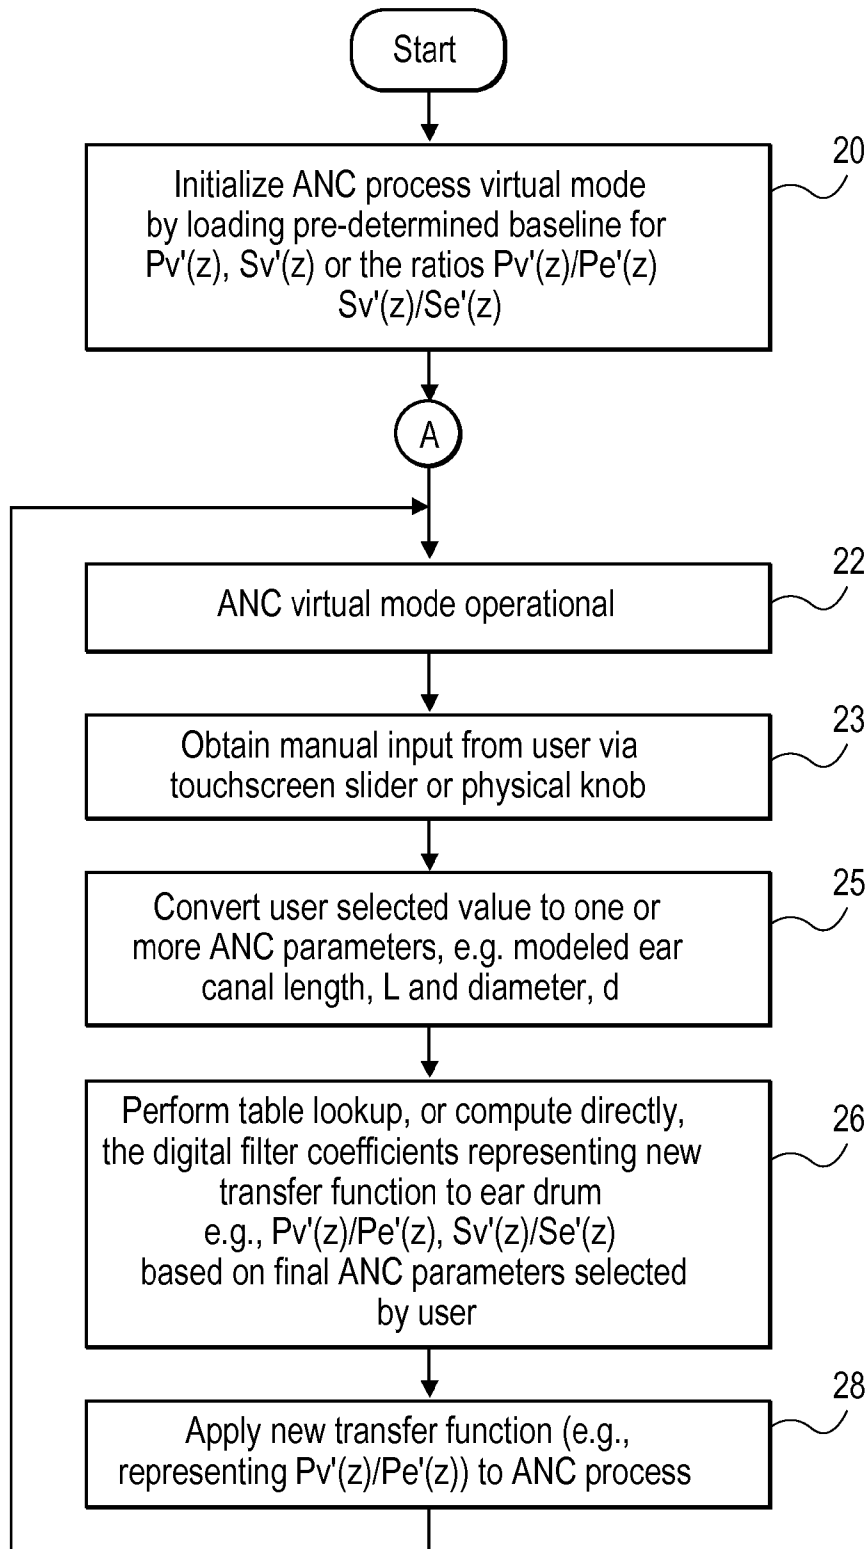 Start
20
Initialize ANC process virtual mode
by loading pre-determined baseline for
Pv'(z), Sv'(z) or the ratios Pv'(z)/Pe'(z)
Sv'(z)/Se'(z)
A
22
ANC virtual mode operational
23
Obtain manual input from user via
touchscreen slider or physical knob
25
Convert user selected value to one or
more ANC parameters, e.g. modeled ear
canal length, L and diameter, d
26
Perform table lookup, or compute directly,
the digital filter coefficients representing new
transfer function to ear drum
e.g., Pv'(z)/Pe'(z), Sv'(z)/Se'(z)
based on final ANC parameters selected
by user
28
Apply new transfer function (e.g.,
representing Pv'(z)/Pe'(z)) to ANC process